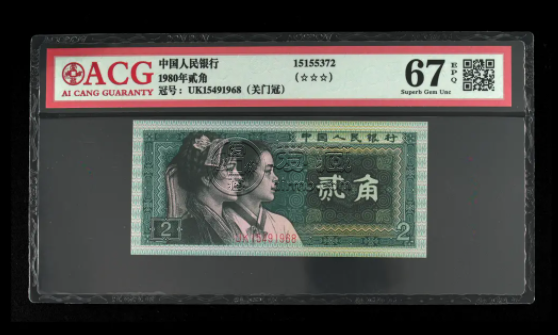 ACG
AI CANG GUARANTY
中国人民银行
1980年贰角
冠号：UK15491968（关门冠）
15155372
(☆☆☆)
67
EPQ
Superb Gem Unc
中国人民银行
贰角
2
UK15491968
2